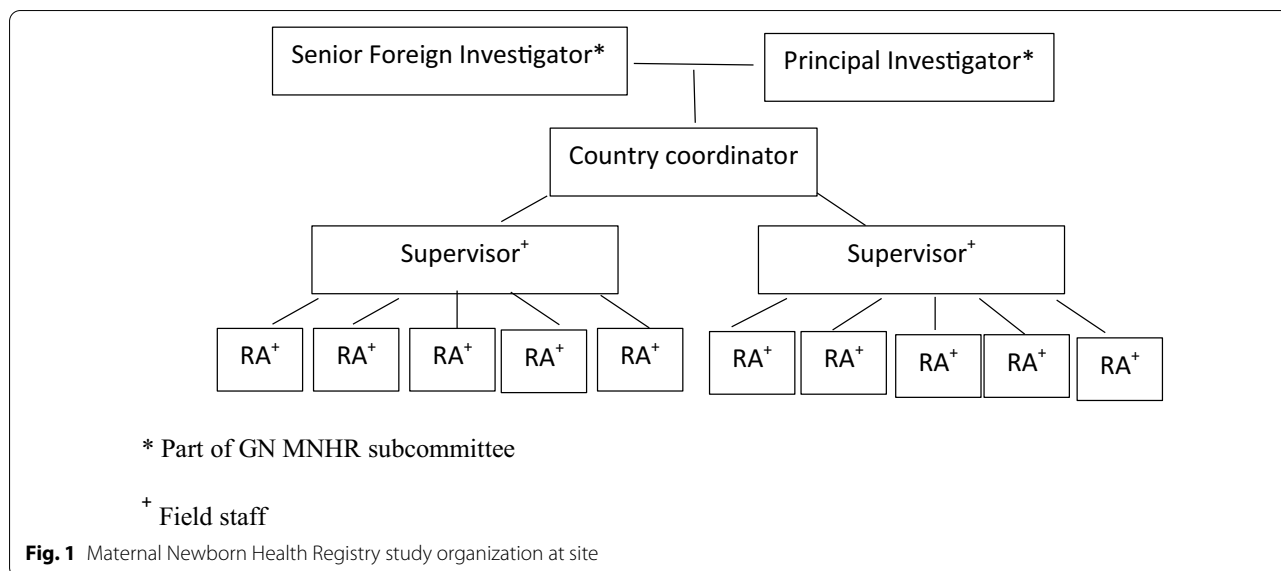 Senior Foreign Investigator*
Principal Investigator*
Country coordinator
Supervisor+
Supervisor+
RA+ RA+ RA+ RA+ RA+ RA+ RA+ RA+ RA+ RA+
* Part of GN MNHR subcommittee
+ Field staff
Fig. 1 Maternal Newborn Health Registry study organization at site